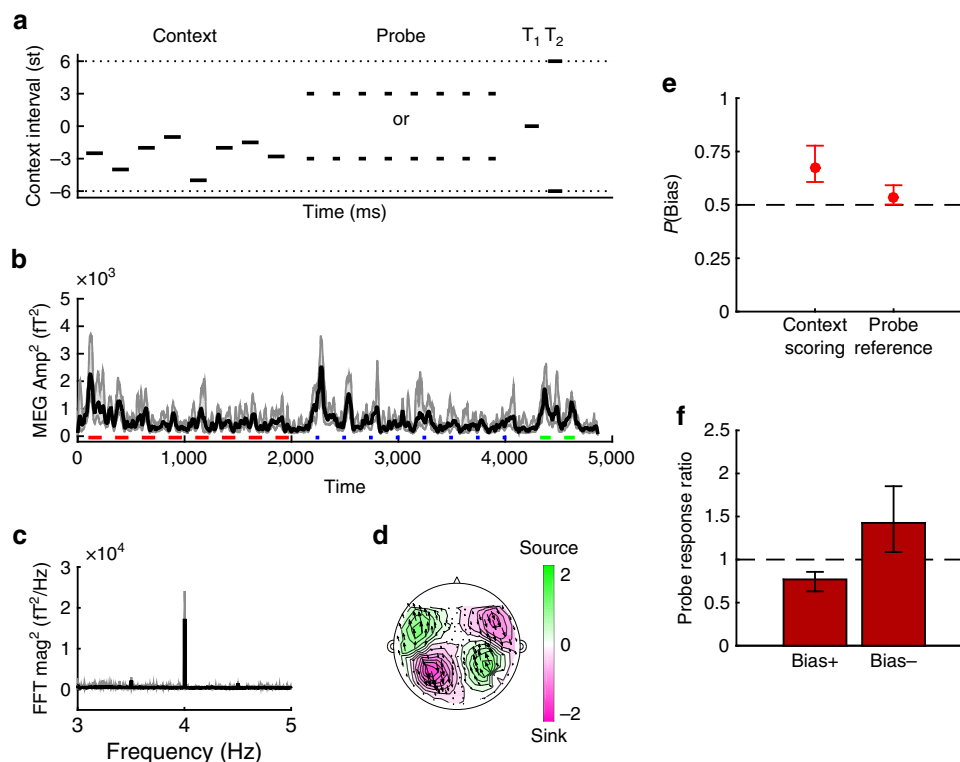 a
Context
Probe
T1 T2
Context interval (st)
6
3
0
−3
−6
or
Time (ms)
b
×10³
MEG Amp² (fT²)
5
4
3
2
1
0
0
1,000
2,000
3,000
4,000
5,000
Time
c
×10⁴
FFT mag² (fT²/Hz)
3
2
1
0
3
4
5
Frequency (Hz)
d
Source
2
0
−2
Sink
e
P(Bias)
1
0.75
0.5
0.25
0
Context scoring
Probe reference
f
Probe response ratio
2.5
2
1.5
1
0.5
0
Bias+
Bias−